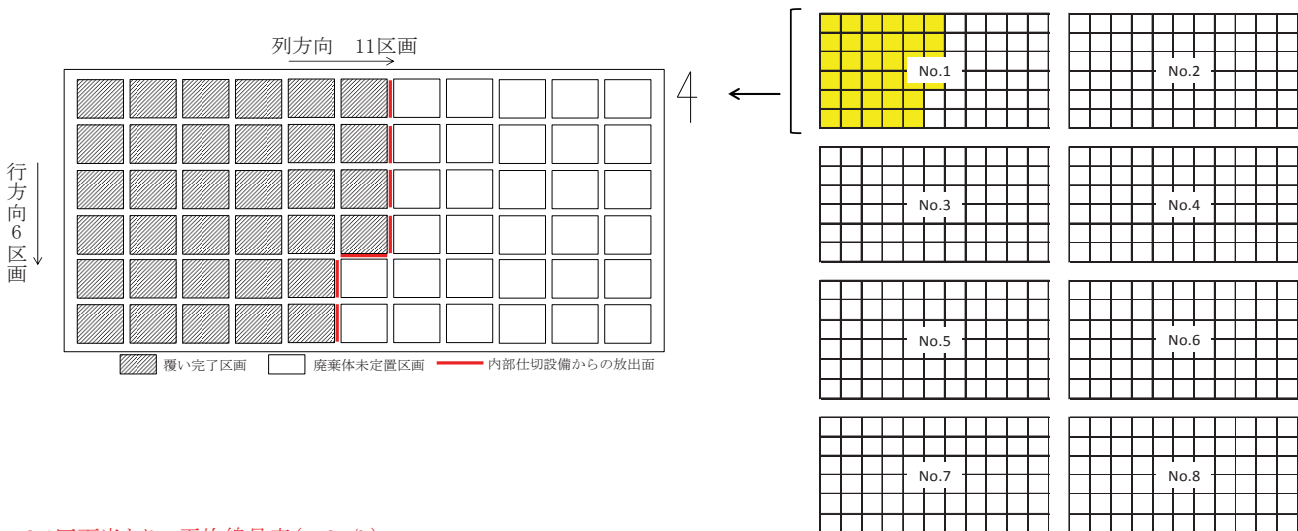 列方向 11区画
行方向6区画
覆い完了区画
廃棄体未定置区画
内部仕切設備からの放出面
No.1
No.2
No.3
No.4
No.5
No.6
No.7
No.8